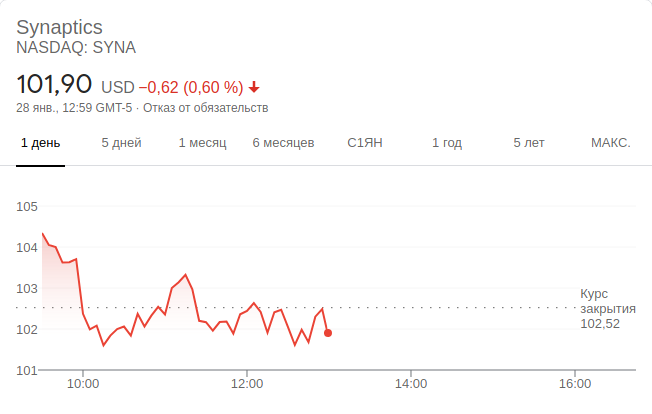 Synaptics
NASDAQ: SYNA
101,90 USD −0,62 (0,60 %)
28 янв., 12:59 GMT-5 · Отказ от обязательств
1 день 5 дней 1 месяц 6 месяцев С1ЯН 1 год 5 лет МАКС.
105
104
103
Курс
закрытия
102,52
102
101
10:00 12:00 14:00 16:00